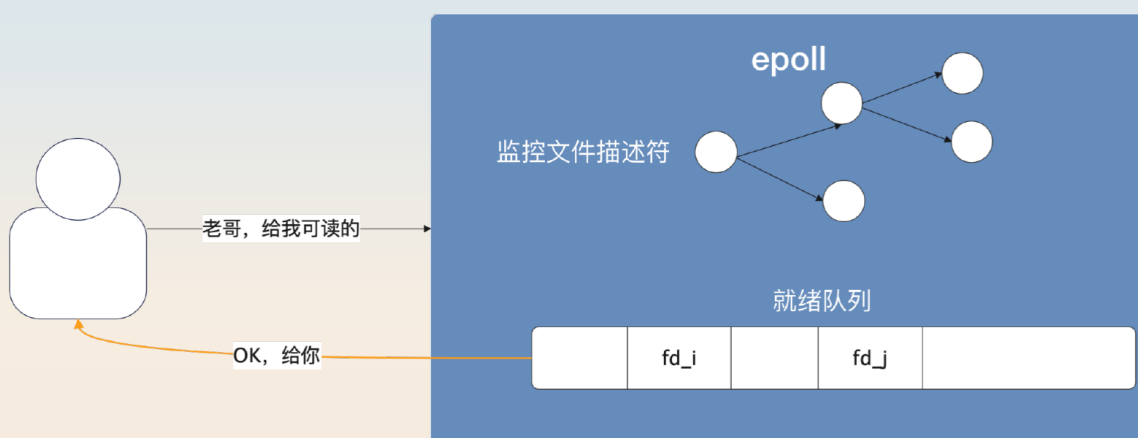 epoll
监控文件描述符
老哥，给我可读的
就绪队列
OK，给你
fd_i
fd_j